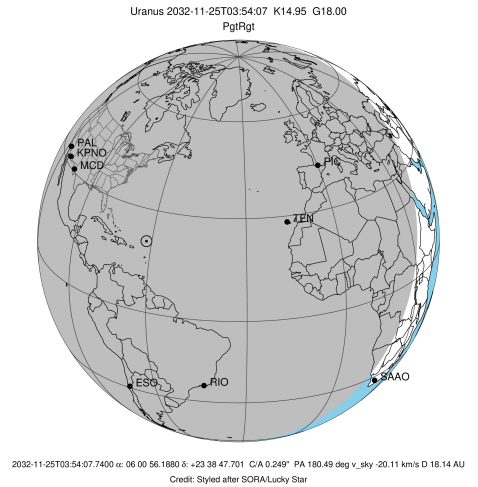 Uranus 2032-11-25T03:54:07 K14.95 G18.00
PgtRgt
PAL
KPNO
MCD
PIC
TEN
ESO
RIO
SAAO
2032-11-25T03:54:07.7400 α: 06 00 56.1880 δ: +23 38 47.701 C/A 0.249" PA 180.49 deg v_sky -20.11 km/s D 18.14 AU
Credit: Styled after SORA/Lucky Star